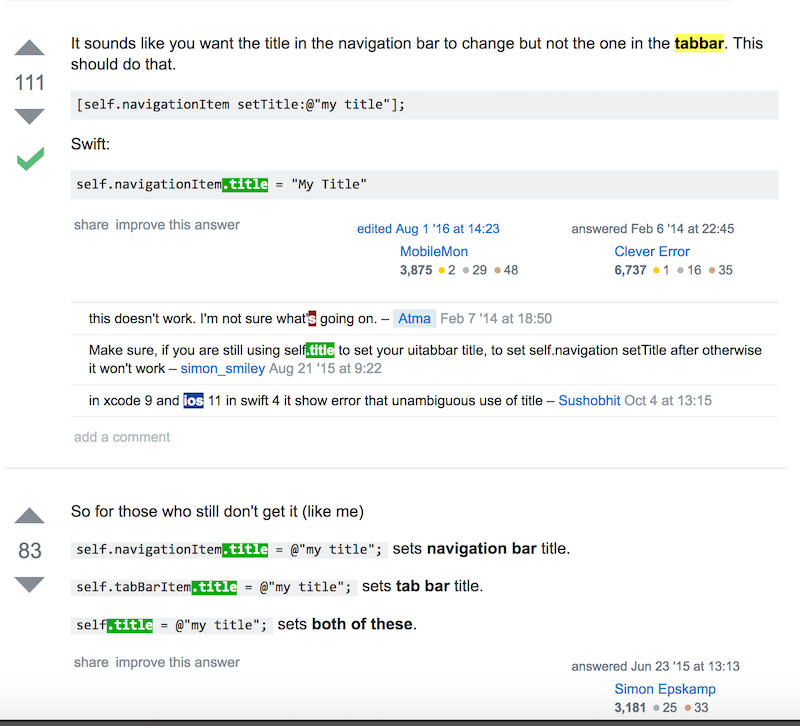 It sounds like you want the title in the navigation bar to change but not the one in the tabbar. This
should do that.
111
[self.navigationItem setTitle:@"my title"];
Swift:
self.navigationItem.title = "My Title"
share improve this answer
edited Aug 1 '16 at 14:23
MobileMon
3,875 2 29 48
answered Feb 6 '14 at 22:45
Clever Error
6,737 1 16 35
this doesn't work. I'm not sure what's going on. – Atma Feb 7 '14 at 18:50
Make sure, if you are still using self.title to set your uitabbar title, to set self.navigation setTitle after otherwise
it won't work – simon_smiley Aug 21 '15 at 9:22
in xcode 9 and ios 11 in swift 4 it show error that unambiguous use of title – Sushobhit Oct 4 at 13:15
add a comment
So for those who still don't get it (like me)
83
self.navigationItem.title = @"my title"; sets navigation bar title.
self.tabBarItem.title = @"my title"; sets tab bar title.
self.title = @"my title"; sets both of these.
share improve this answer
answered Jun 23 '15 at 13:13
Simon Epskamp
3,181 25 33